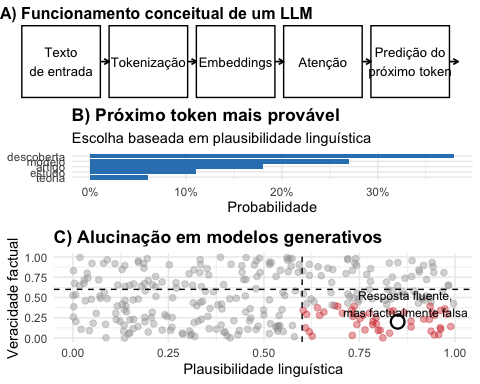 A) Funcionamento conceitual de um LLM
Texto
de entrada
Tokenização
Embeddings
Atenção
Predição do
próximo token
B) Próximo token mais provável
Escolha baseada em plausibilidade linguística
descoberta
modelo
artigo
estudo
teoria
0%
10%
20%
30%
Probabilidade
C) Alucinação em modelos generativos
Veracidade factual
1.00
0.75
0.50
0.25
0.00
Resposta fluente,
mas factualmente falsa
0.00
0.25
0.50
0.75
1.00
Plausibilidade linguística